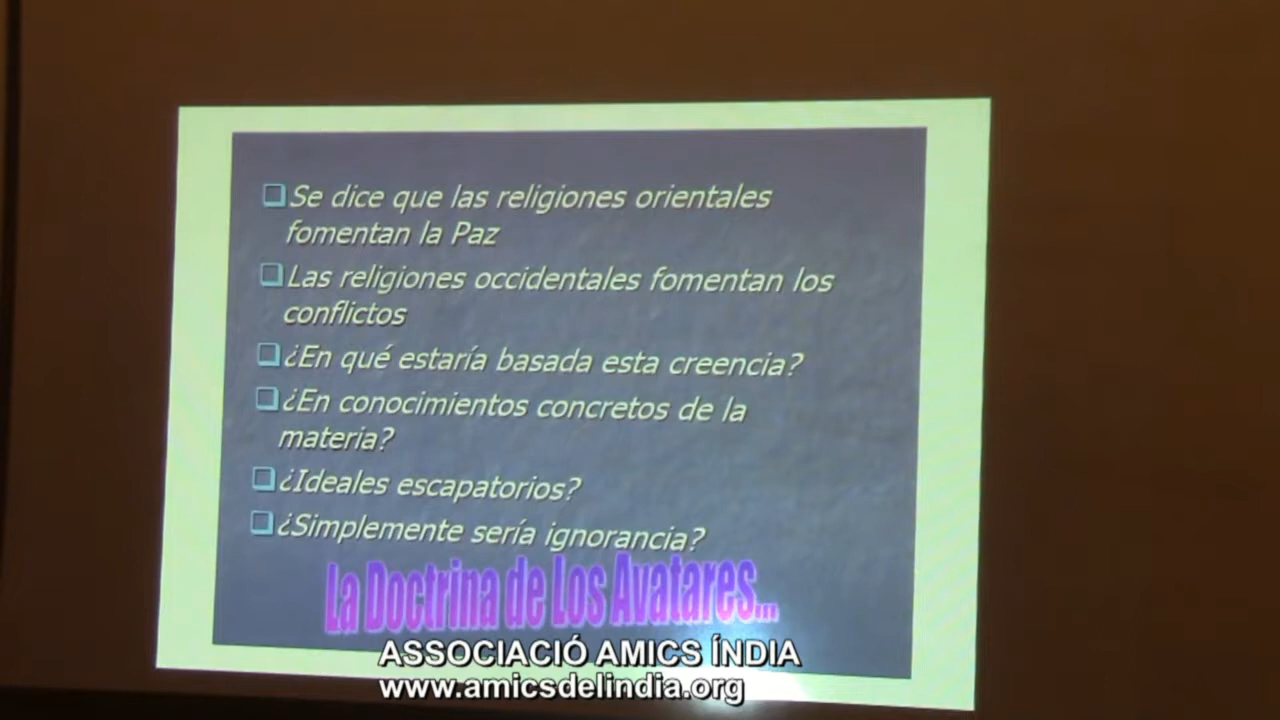 Se dice que las religiones orientales
fomentan la Paz
Las religiones occidentales fomentan los
conflictos
¿En qué estaría basada esta creencia?
¿En conocimientos concretos de la
materia?
¿Ideales escapatorios?
¿Simplemente sería ignorancia?
La Doctrina de Los Avatares...
ASSOCIACIÓ AMICS ÍNDIA
www.amicsdelindia.org